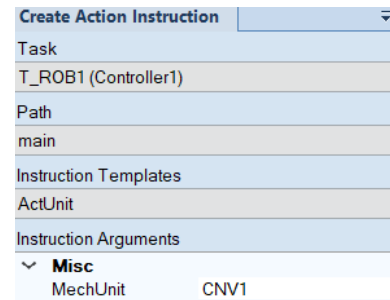 Create Action Instruction
Task
T_ROB1 (Controller1)
Path
main
Instruction Templates
ActUnit
Instruction Arguments
Misc
MechUnit CNV1